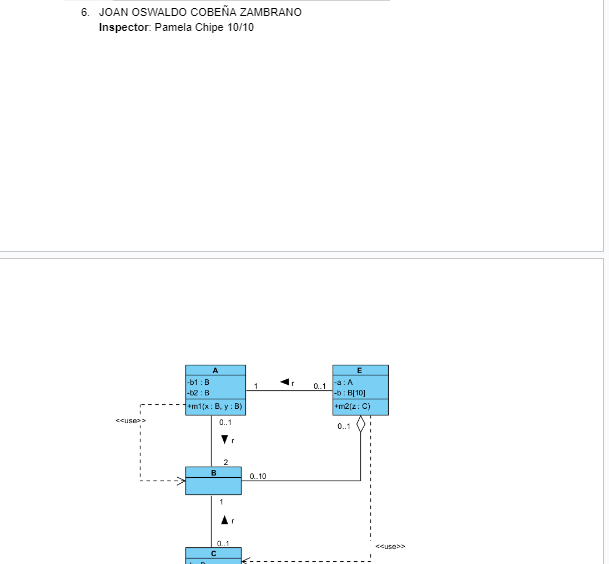 6. JOAN OSWALDO COBEÑA ZAMBRANO
Inspector: Pamela Chipe 10/10
A
-b1 : B
-b2 : B
+m1(x : B, y : B)
1
r
0..1
E
-a : A
-b : B[10]
+m2(z : C)
<<use>>
0..1
r
2
0..1
B
0..10
1
r
0..1
C
<<use>>